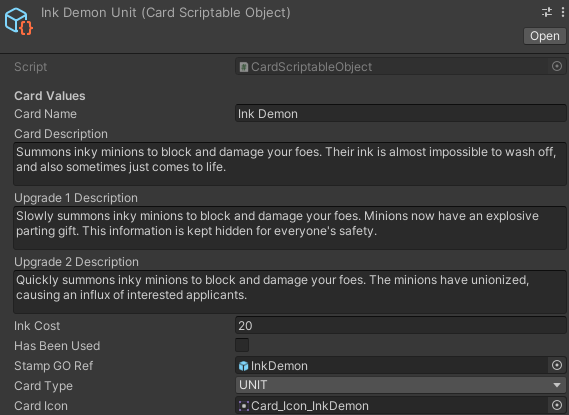 Ink Demon Unit (Card Scriptable Object)
Open
Script CardScriptableObject
Card Values
Card Name Ink Demon
Card Description
Summons inky minions to block and damage your foes. Their ink is almost impossible to wash off,
and also sometimes just comes to life.
Upgrade 1 Description
Slowly summons inky minions to block and damage your foes. Minions now have an explosive
parting gift. This information is kept hidden for everyone's safety.
Upgrade 2 Description
Quickly summons inky minions to block and damage your foes. The minions have unionized,
causing an influx of interested applicants.
Ink Cost 20
Has Been Used
Stamp GO Ref InkDemon
Card Type UNIT
Card Icon Card_Icon_InkDemon